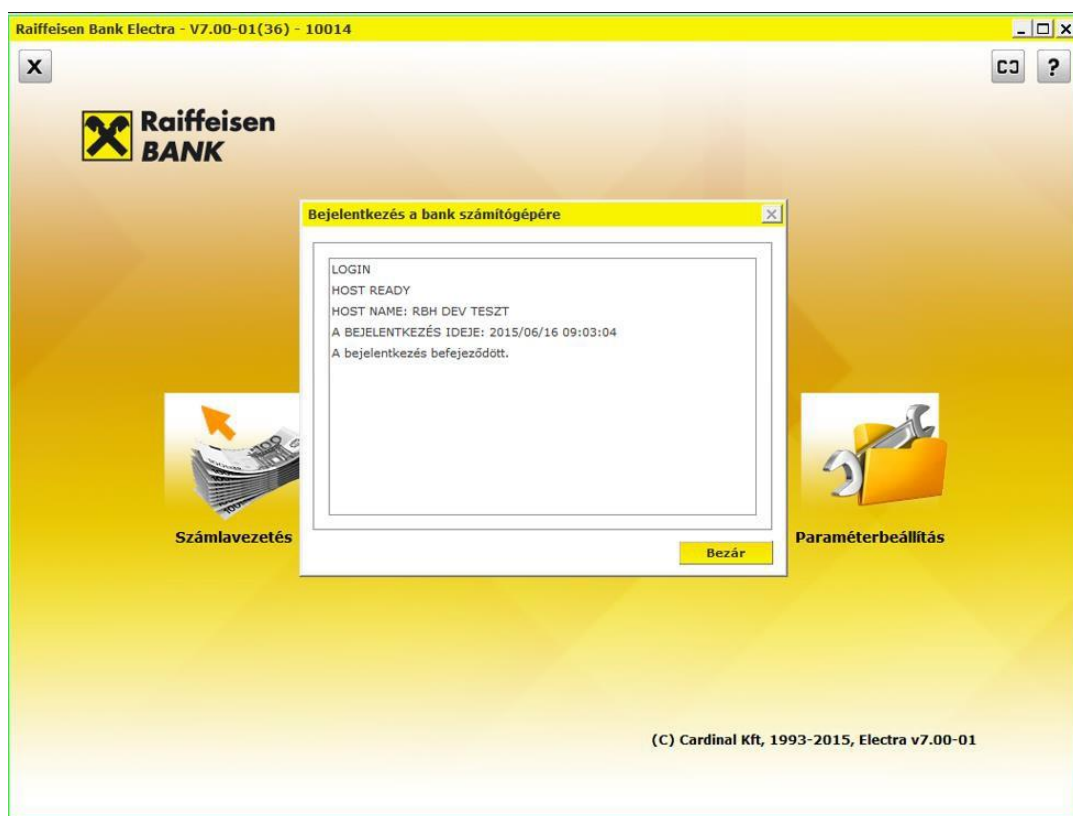 Raiffeisen Bank Electra - V7.00-01(36) - 10014
X
?
Raiffeisen
BANK
Bejelentkezés a bank számítógépére
LOGIN
HOST READY
HOST NAME: RBH DEV TESZT
A BEJELENTKEZÉS IDEJE: 2015/06/16 09:03:04
A bejelentkezés befejeződött.
Számlavezetés
Paraméterbeállítás
Bezár
(C) Cardinal Kft, 1993-2015, Electra v7.00-01